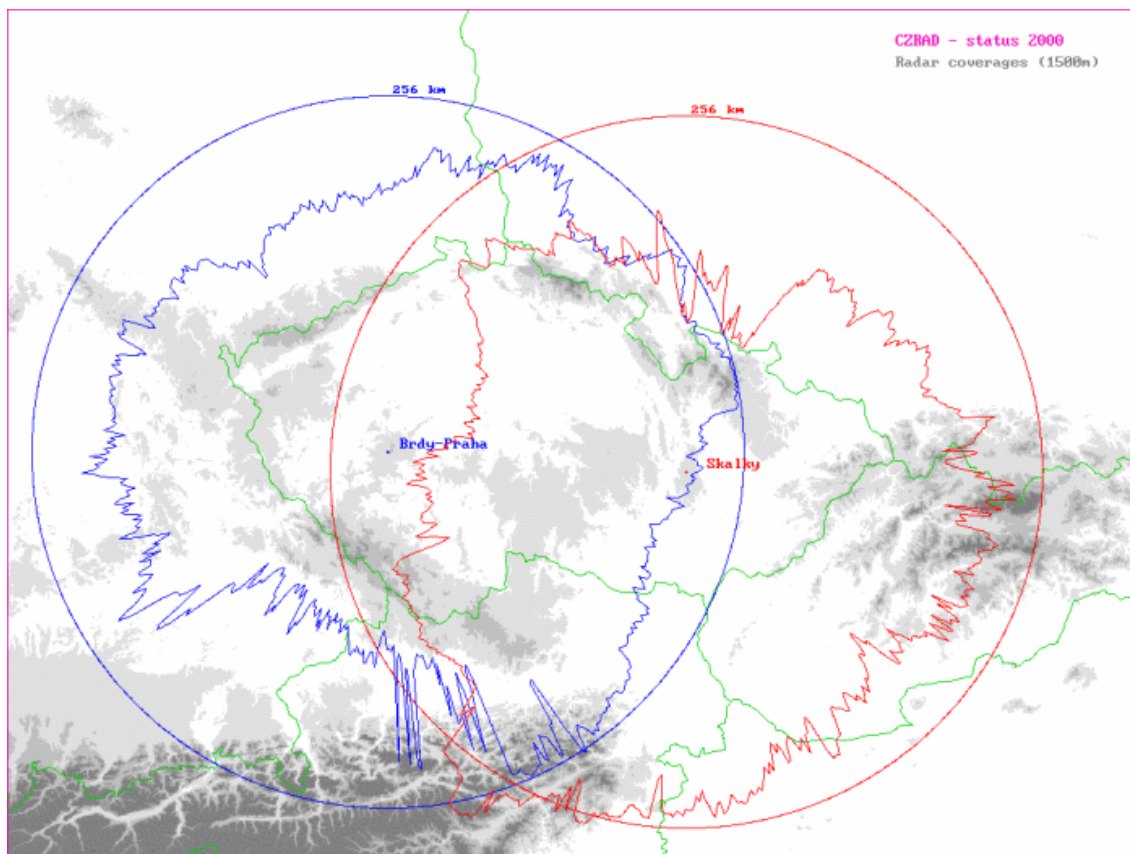 CZRAD - status 2000
Radar coverages (1500m)
256 km
256 km
Brdy-Praha
Skalky